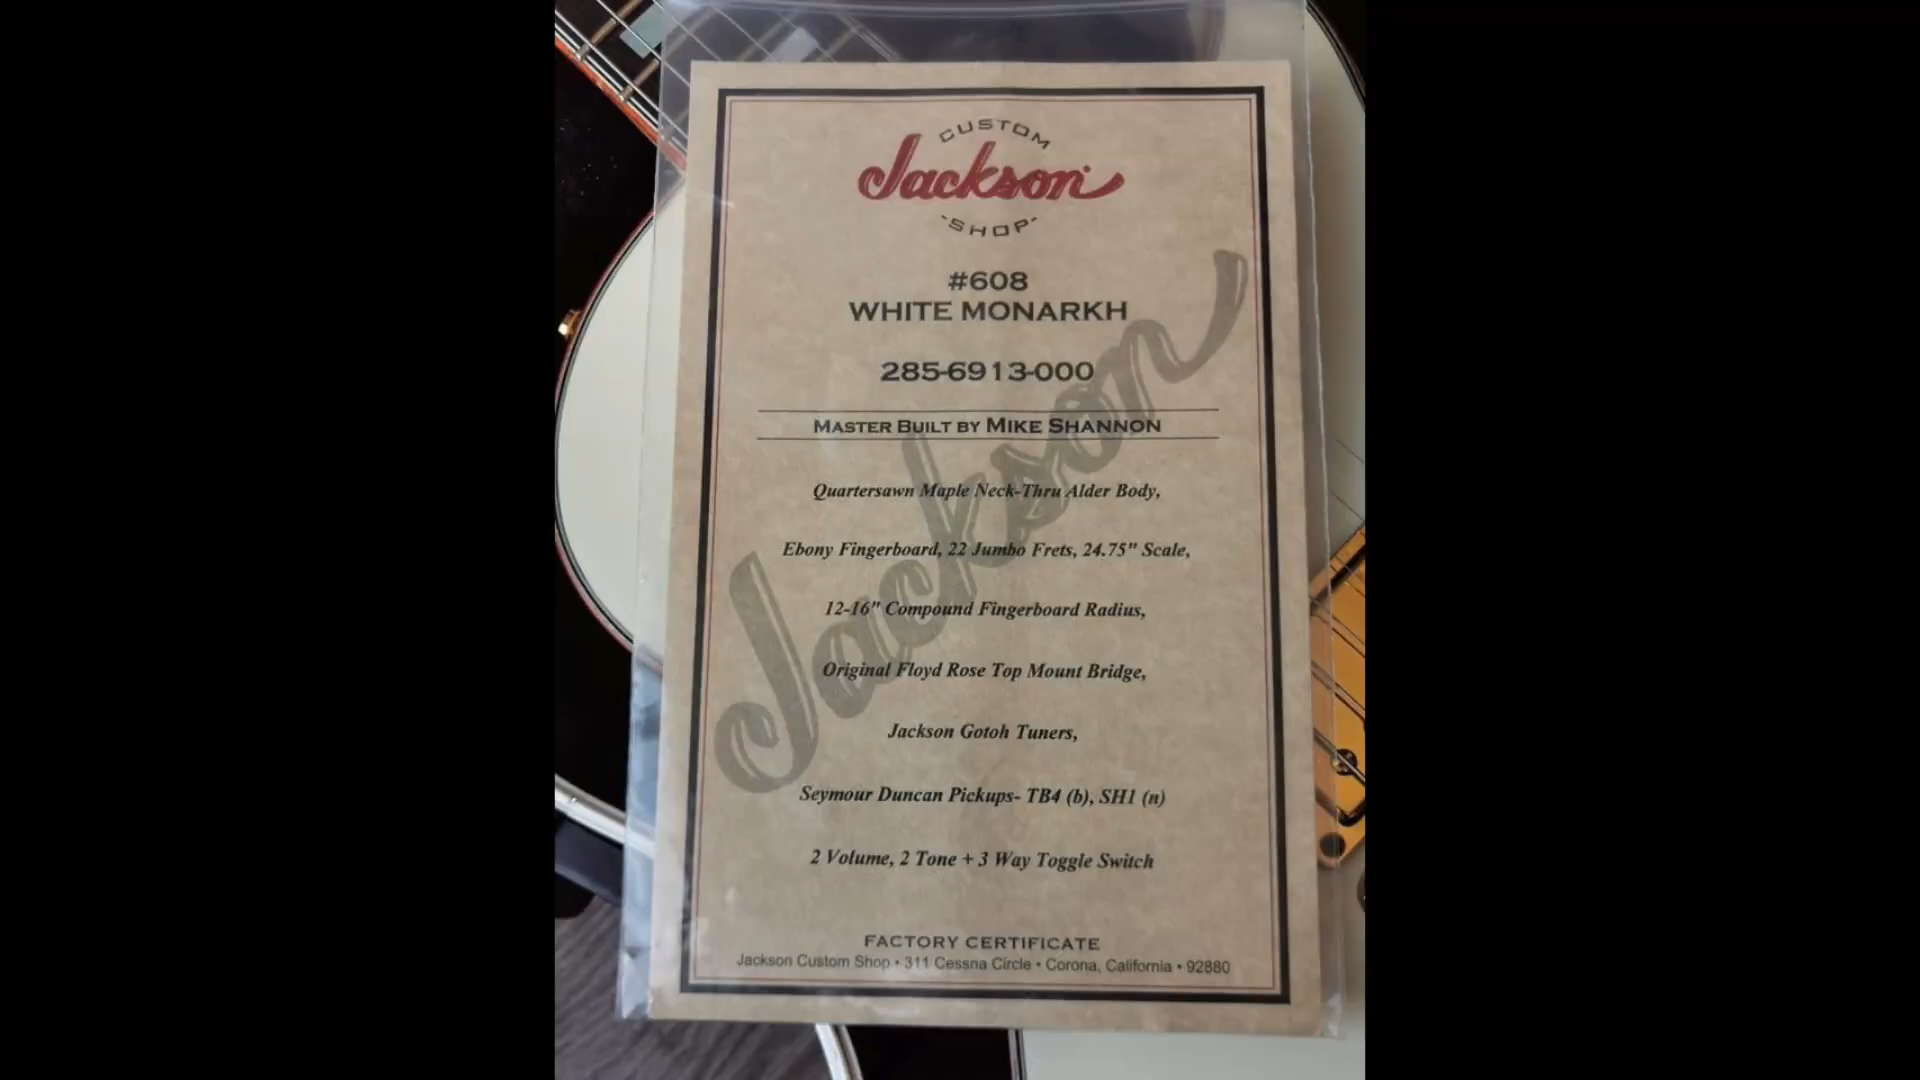 CUSTOM
Jackson
-SHOP-
#608
WHITE MONARKH
285-6913-000
MASTER BUILT BY MIKE SHANNON
Jackson
Quartersawn Maple Neck-Thru Alder Body,
Ebony Fingerboard, 22 Jumbo Frets, 24.75" Scale,
12-16" Compound Fingerboard Radius,
Original Floyd Rose Top Mount Bridge,
Jackson Gotoh Tuners,
Seymour Duncan Pickups- TB4 (b), SH1 (n)
2 Volume, 2 Tone + 3 Way Toggle Switch
FACTORY CERTIFICATE
Jackson Custom Shop • 311 Cessna Circle • Corona, California • 92880